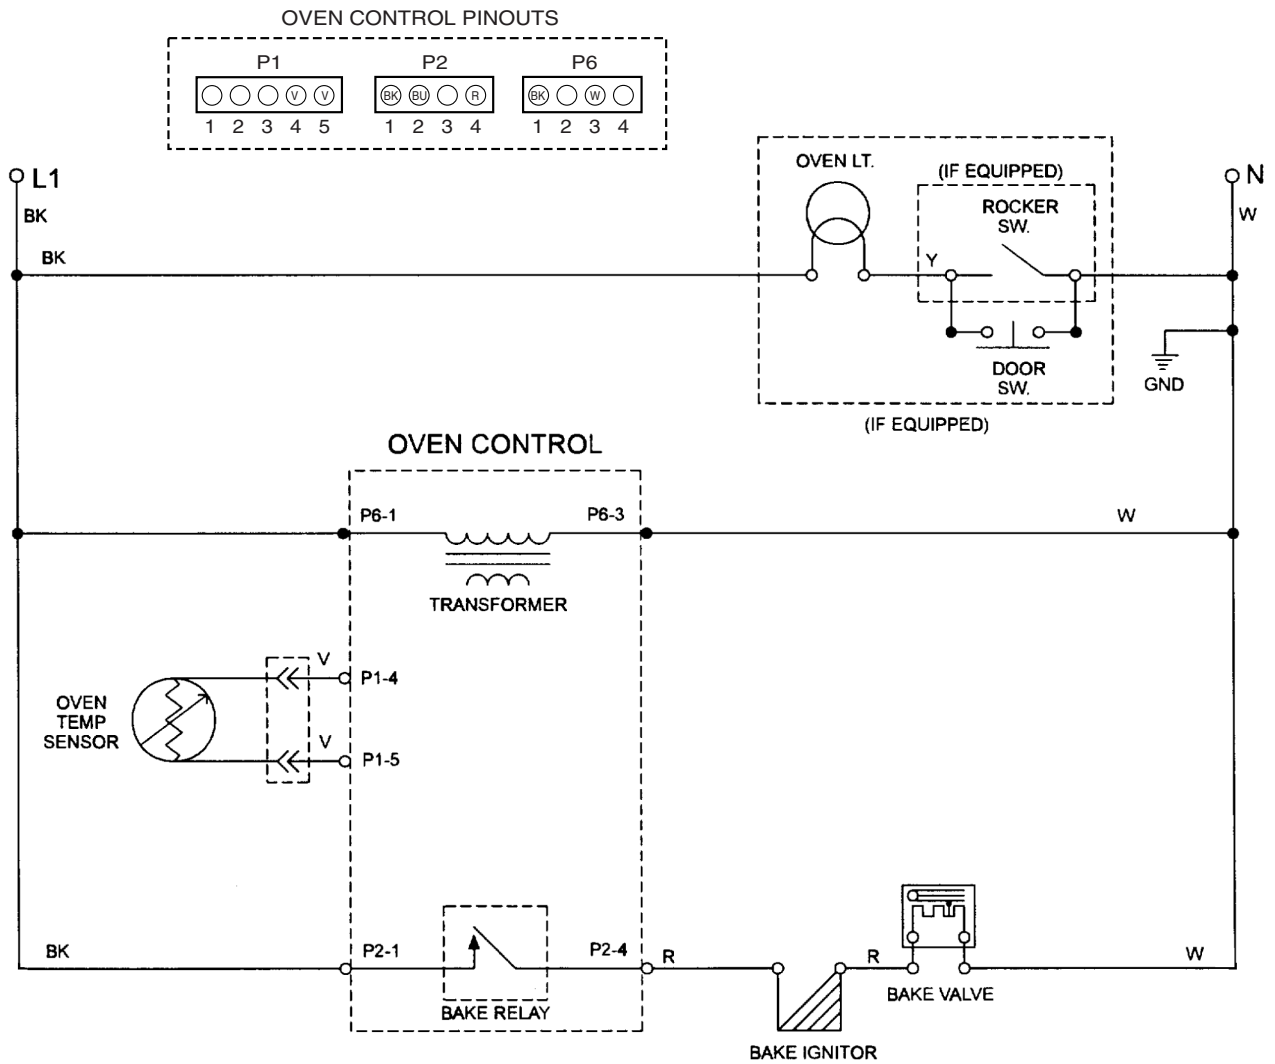 OVEN CONTROL PINOUTS
P1 P2 P6
V V BK BU R BK W
1 2 3 4 5 1 2 3 4 1 2 3 4
L1
BK
BK
OVEN LT.
(IF EQUIPPED)
ROCKER
SW.
Y
DOOR
SW.
(IF EQUIPPED)
N
W
GND
OVEN CONTROL
P6-1
P6-3
W
TRANSFORMER
OVEN
TEMP
SENSOR
V
P1-4
V
P1-5
BK
P2-1
P2-4
R
R
W
BAKE RELAY
BAKE IGNITOR
BAKE VALVE